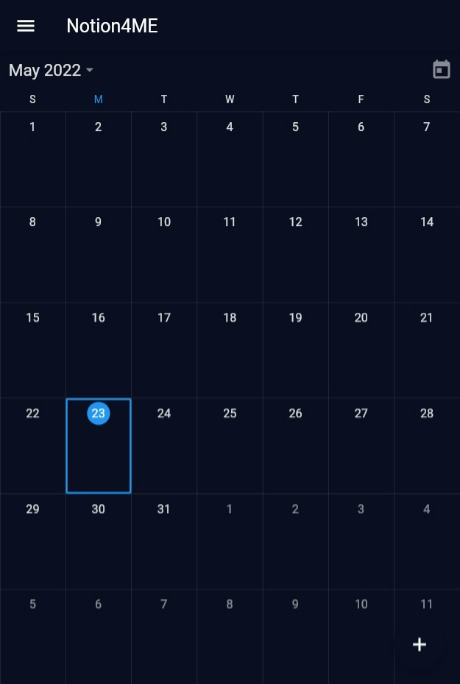 Notion4ME
May 2022
S M T W T F S
1 2 3 4 5 6 7
8 9 10 11 12 13 14
15 16 17 18 19 20 21
22 23 24 25 26 27 28
29 30 31 1 2 3 4
5 6 7 8 9 10 11
+